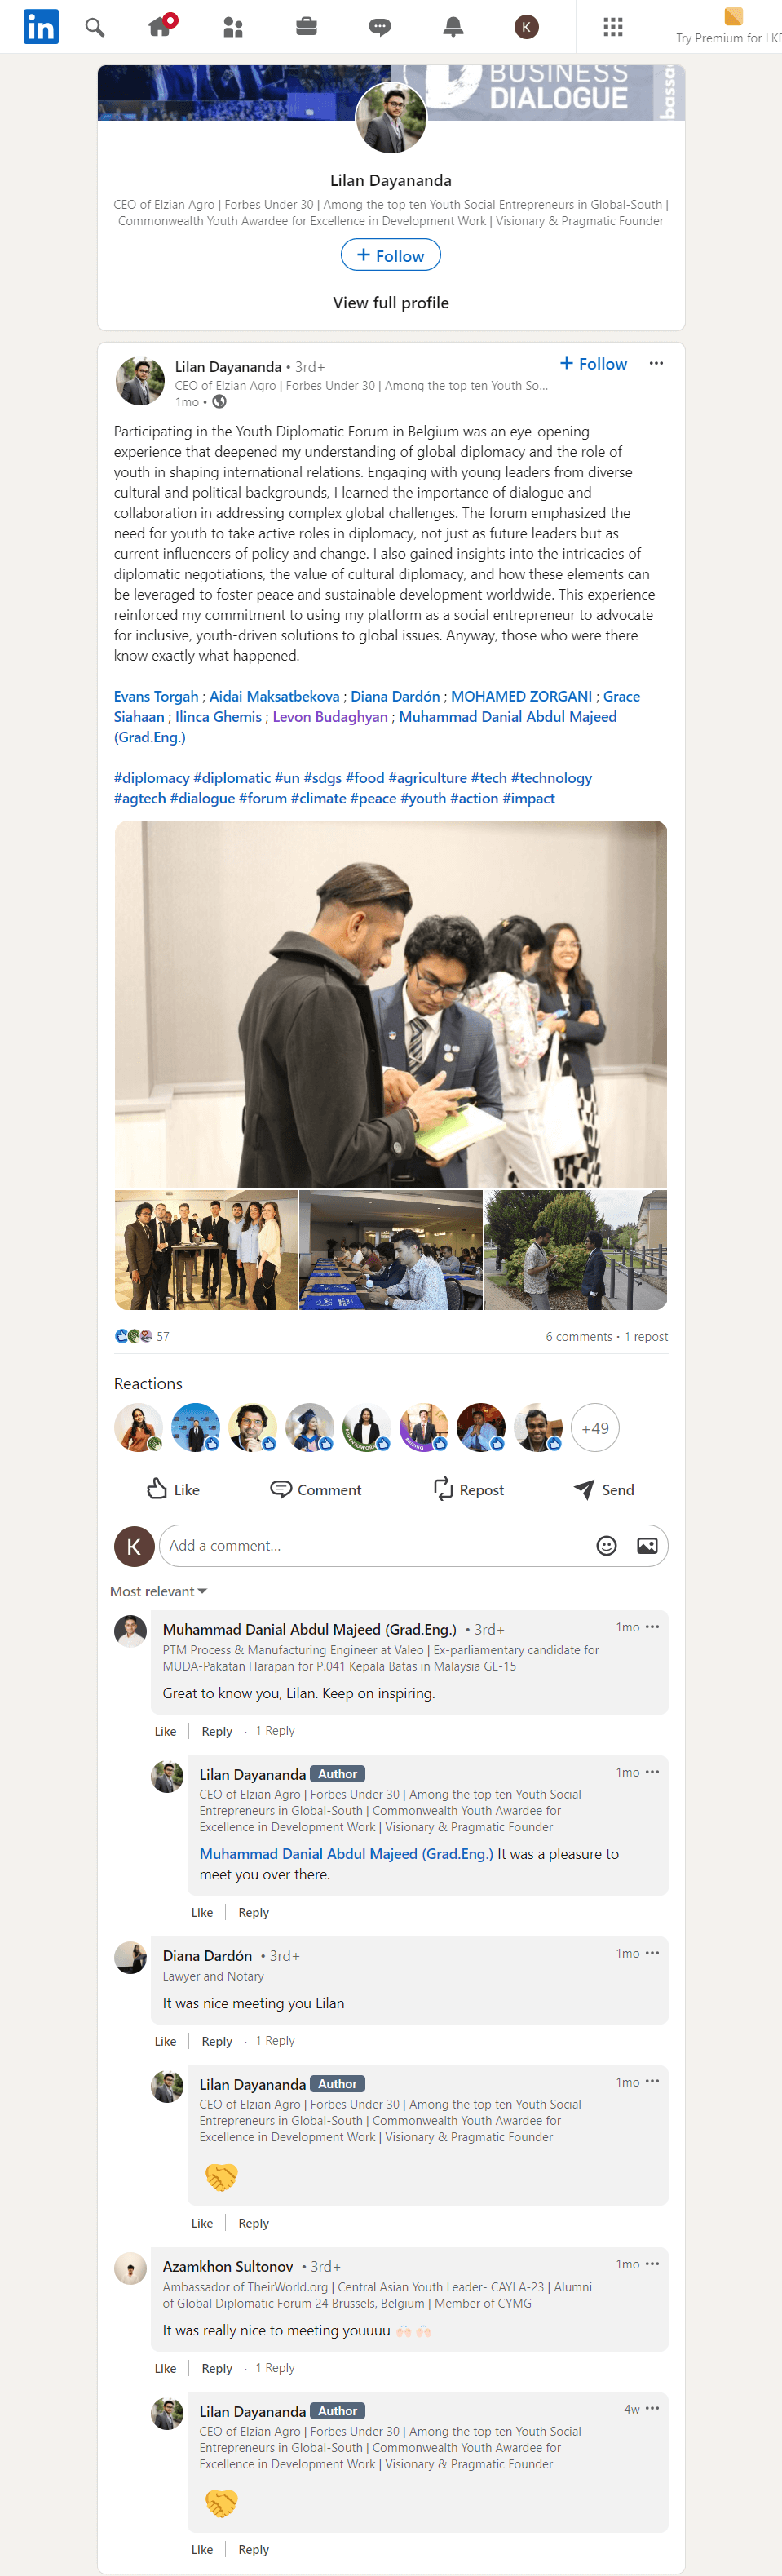 in
K
Try Premium for LKR
BUSINESS
DIALOGUE
bassa
Lilan Dayananda
CEO of Elzian Agro | Forbes Under 30 | Among the top ten Youth Social Entrepreneurs in Global-South |
Commonwealth Youth Awardee for Excellence in Development Work | Visionary & Pragmatic Founder
+ Follow
View full profile
Lilan Dayananda • 3rd+
+ Follow
CEO of Elzian Agro | Forbes Under 30 | Among the top ten Youth So...
1mo •
Participating in the Youth Diplomatic Forum in Belgium was an eye-opening
experience that deepened my understanding of global diplomacy and the role of
youth in shaping international relations. Engaging with young leaders from diverse
cultural and political backgrounds, I learned the importance of dialogue and
collaboration in addressing complex global challenges. The forum emphasized the
need for youth to take active roles in diplomacy, not just as future leaders but as
current influencers of policy and change. I also gained insights into the intricacies of
diplomatic negotiations, the value of cultural diplomacy, and how these elements can
be leveraged to foster peace and sustainable development worldwide. This experience
reinforced my commitment to using my platform as a social entrepreneur to advocate
for inclusive, youth-driven solutions to global issues. Anyway, those who were there
know exactly what happened.
Evans Torgah ; Aidai Maksatbekova ; Diana Dardón ; MOHAMED ZORGANI ; Grace
Siahaan ; Ilinca Ghemis ; Levon Budaghyan ; Muhammad Danial Abdul Majeed
(Grad.Eng.)
#diplomacy #diplomatic #un #sdgs #food #agriculture #tech #technology
#agtech #dialogue #forum #climate #peace #youth #action #impact
57
6 comments • 1 repost
Reactions
+49
Like
Comment
Repost
Send
K
Add a comment...
Most relevant
Muhammad Danial Abdul Majeed (Grad.Eng.) • 3rd+
1mo
PTM Process & Manufacturing Engineer at Valeo | Ex-parliamentary candidate for
MUDA-Pakatan Harapan for P.041 Kepala Batas in Malaysia GE-15
Great to know you, Lilan. Keep on inspiring.
Like | Reply · 1 Reply
Lilan Dayananda Author
1mo
CEO of Elzian Agro | Forbes Under 30 | Among the top ten Youth Social
Entrepreneurs in Global-South | Commonwealth Youth Awardee for
Excellence in Development Work | Visionary & Pragmatic Founder
Muhammad Danial Abdul Majeed (Grad.Eng.) It was a pleasure to
meet you over there.
Like | Reply
Diana Dardón • 3rd+
1mo
Lawyer and Notary
It was nice meeting you Lilan
Like | Reply · 1 Reply
Lilan Dayananda Author
1mo
CEO of Elzian Agro | Forbes Under 30 | Among the top ten Youth Social
Entrepreneurs in Global-South | Commonwealth Youth Awardee for
Excellence in Development Work | Visionary & Pragmatic Founder
Like | Reply
Azamkhon Sultonov • 3rd+
1mo
Ambassador of TheirWorld.org | Central Asian Youth Leader- CAYLA-23 | Alumni
of Global Diplomatic Forum 24 Brussels, Belgium | Member of CYMG
It was really nice to meeting youuuu
Like | Reply · 1 Reply
Lilan Dayananda Author
4w
CEO of Elzian Agro | Forbes Under 30 | Among the top ten Youth Social
Entrepreneurs in Global-South | Commonwealth Youth Awardee for
Excellence in Development Work | Visionary & Pragmatic Founder
Like | Reply